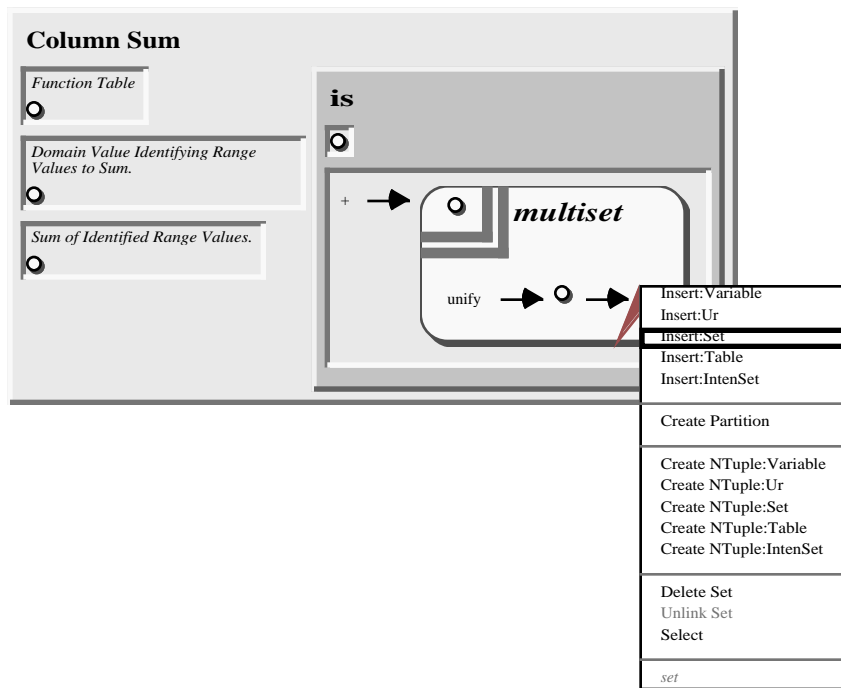 Column Sum
Function Table
Domain Value Identifying Range
Values to Sum.
Sum of Identified Range Values.
is
+
multiset
unify
Insert:Variable
Insert:Ur
Insert:Set
Insert:Table
Insert:IntenSet
Create Partition
Create NTuple:Variable
Create NTuple:Ur
Create NTuple:Set
Create NTuple:Table
Create NTuple:IntenSet
Delete Set
Unlink Set
Select
set